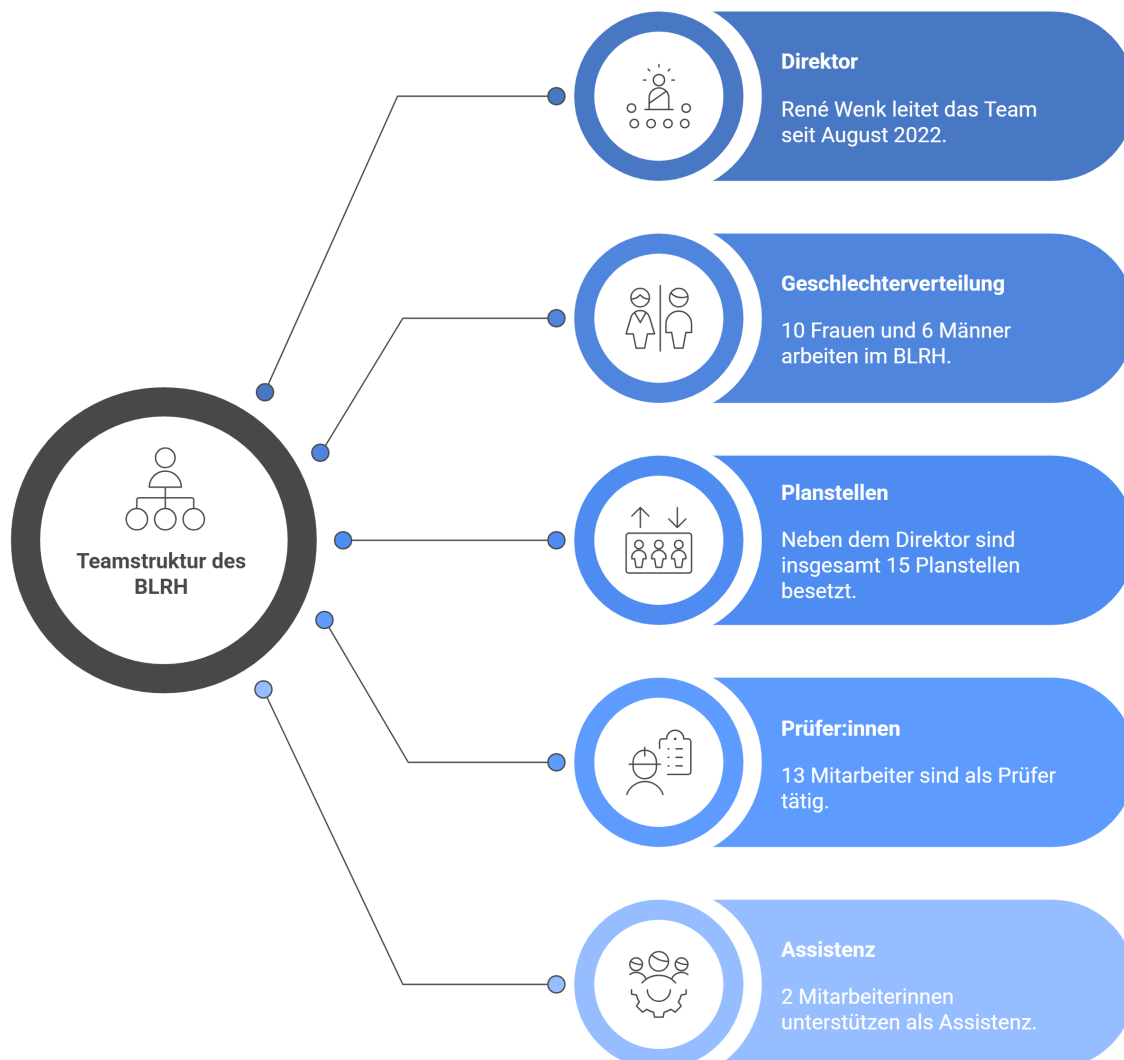 Direktor
René Wenk leitet das Team
seit August 2022.
Geschlechterverteilung
10 Frauen und 6 Männer
arbeiten im BLRH.
Teamstruktur des
BLRH
Planstellen
Neben dem Direktor sind
insgesamt 15 Planstellen
besetzt.
Prüfer:innen
13 Mitarbeiter sind als Prüfer
tätig.
Assistenz
2 Mitarbeiterinnen
unterstützen als Assistenz.